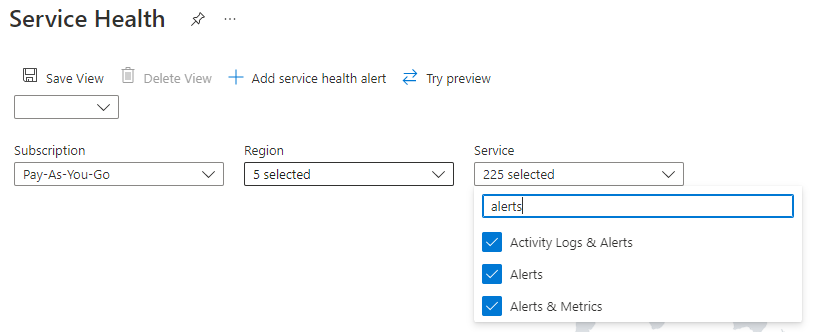 Service Health
Save View Delete View Add service health alert Try preview
Subscription Region Service
Pay-As-You-Go 5 selected 225 selected
alerts
Activity Logs & Alerts
Alerts
Alerts & Metrics